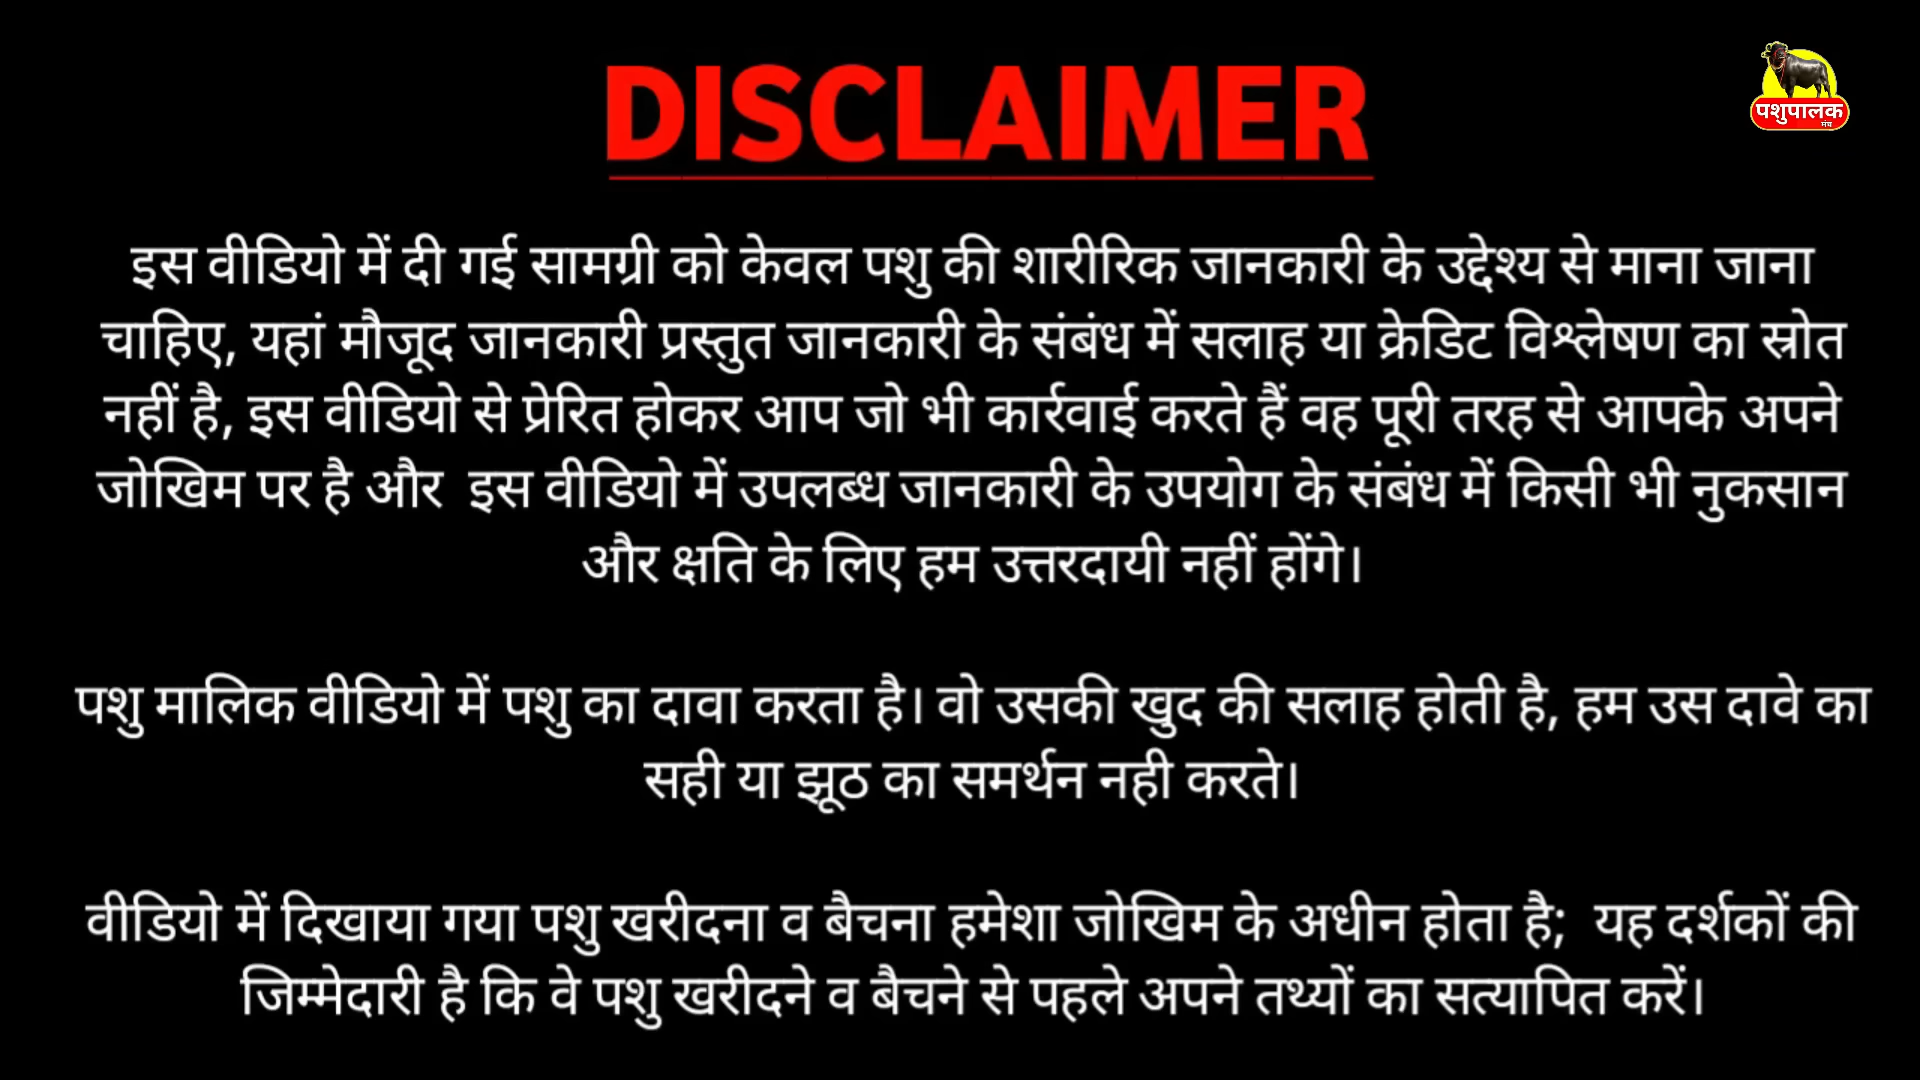 DISCLAIMER
पशुपालक
मंच
इस वीडियो में दी गई सामग्री को केवल पशु की शारीरिक जानकारी के उद्देश्य से माना जाना
चाहिए, यहां मौजूद जानकारी प्रस्तुत जानकारी के संबंध में सलाह या क्रेडिट विश्लेषण का स्रोत
नहीं है, इस वीडियो से प्रेरित होकर आप जो भी कार्रवाई करते हैं वह पूरी तरह से आपके अपने
जोखिम पर है और इस वीडियो में उपलब्ध जानकारी के उपयोग के संबंध में किसी भी नुकसान
और क्षति के लिए हम उत्तरदायी नहीं होंगे।
पशु मालिक वीडियो में पशु का दावा करता है। वो उसकी खुद की सलाह होती है, हम उस दावे का
सही या झूठ का समर्थन नही करते।
वीडियो में दिखाया गया पशु खरीदना व बैचना हमेशा जोखिम के अधीन होता है; यह दर्शकों की
जिम्मेदारी है कि वे पशु खरीदने व बैचने से पहले अपने तथ्यों का सत्यापित करें।